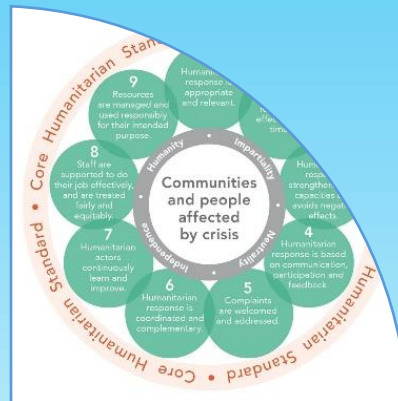 Core Humanitarian Standard
response is
appropriate
and relevant.
9
Resources
are managed and
used responsibly
for their intended
purpose.
8
Staff are
supported to do
their job effectively,
and are treated
fairly and
equitably.
7
Humanitarian
actors
continuously
learn and
improve.
6
Humanitarian
response is
coordinated and
complementary.
5
Complaints
are welcomed
and addressed.
4
Humanitarian
response is based
on communication,
participation and
feedback.
Humanity
Impartiality
Neutrality
Independence
Communities
and people
affected
by crisis
Humanitarian Standard • Core Humanitarian Standard •